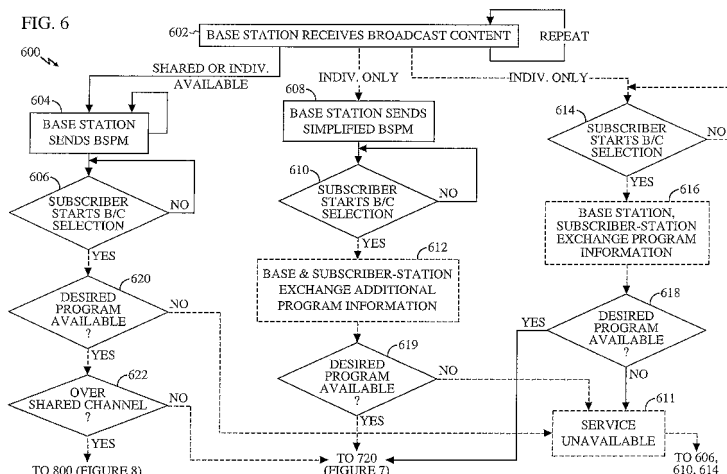 FIG. 6
600
602
BASE STATION RECEIVES BROADCAST CONTENT
REPEAT
SHARED OR INDIV.
AVAILABLE
INDIV. ONLY
INDIV. ONLY
604
BASE STATION
SENDS BSPM
608
BASE STATION SENDS
SIMPLIFIED BSPM
614
SUBSCRIBER
STARTS B/C
SELECTION
NO
YES
606
SUBSCRIBER
STARTS B/C
SELECTION
NO
YES
610
SUBSCRIBER
STARTS B/C
SELECTION
NO
YES
616
BASE STATION,
SUBSCRIBER-STATION
EXCHANGE PROGRAM
INFORMATION
612
BASE & SUBSCRIBER-STATION
EXCHANGE ADDITIONAL
PROGRAM INFORMATION
620
DESIRED
PROGRAM
AVAILABLE
?
NO
YES
618
DESIRED
PROGRAM
AVAILABLE
?
YES
NO
619
DESIRED
PROGRAM
AVAILABLE
?
NO
YES
622
OVER
SHARED CHANNEL
?
NO
YES
611
SERVICE
UNAVAILABLE
TO 800 (FIGURE 8)
TO 720
(FIGURE 7)
TO 606,
610, 614